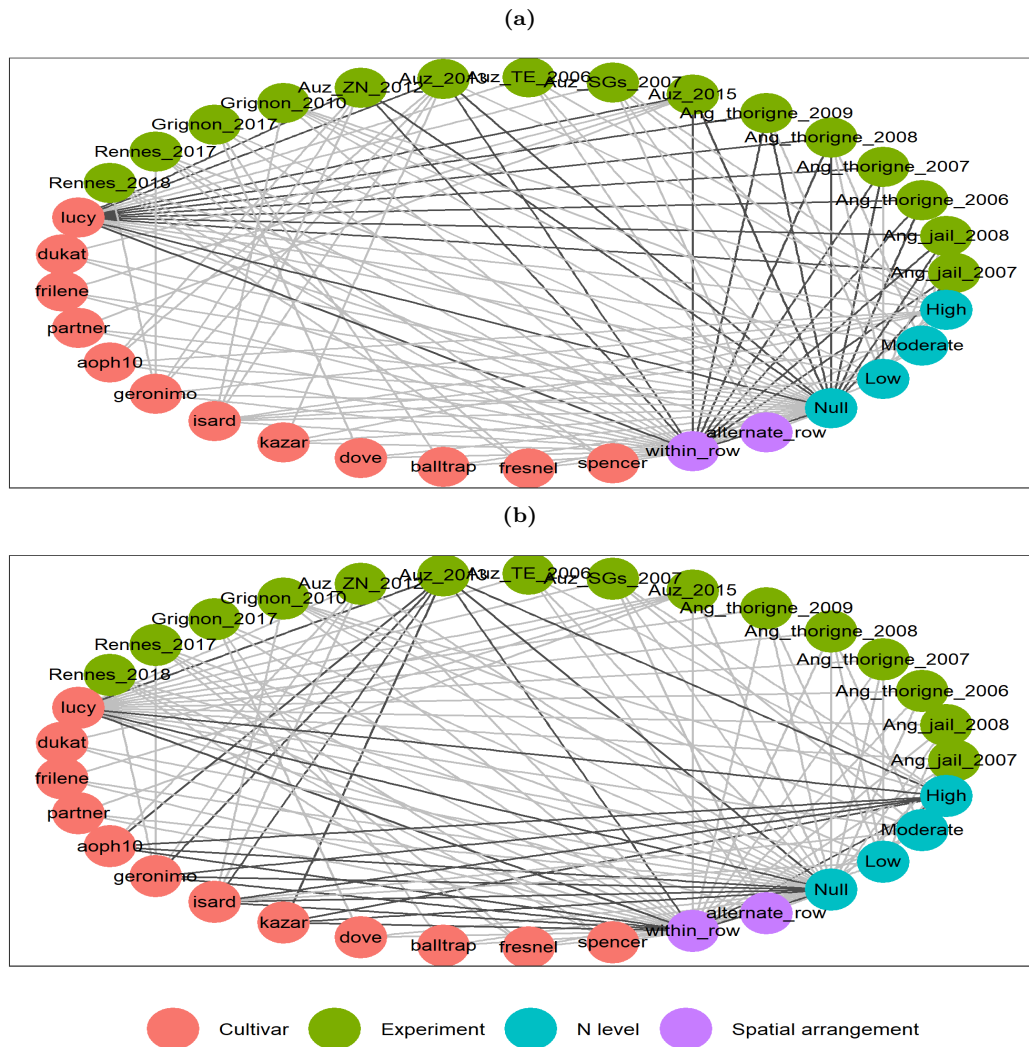 (a)
Auz_2013
Auz_TE_2006
Auz_ZN_2012
Auz_SGs_2007
Grignon_2010
Auz_2015
Grignon_2017
Ang_thorigne_2009
Rennes_2017
Ang_thorigne_2008
Rennes_2018
Ang_thorigne_2007
lucy
Ang_thorigne_2006
dukat
Ang_jail_2008
frilene
Ang_jail_2007
partner
High
aoph10
Moderate
geronimo
Low
isard
Null
kazar
alternate_row
dove
within_row
balltrap
fresnel
spencer
(b)
Auz_2013
Auz_TE_2006
Auz_ZN_2012
Auz_SGs_2007
Grignon_2010
Auz_2015
Grignon_2017
Ang_thorigne_2009
Rennes_2017
Ang_thorigne_2008
Rennes_2018
Ang_thorigne_2007
lucy
Ang_thorigne_2006
dukat
Ang_jail_2008
frilene
Ang_jail_2007
partner
High
aoph10
Moderate
geronimo
Low
isard
Null
kazar
alternate_row
dove
within_row
balltrap
fresnel
spencer
Cultivar Experiment N level Spatial arrangement